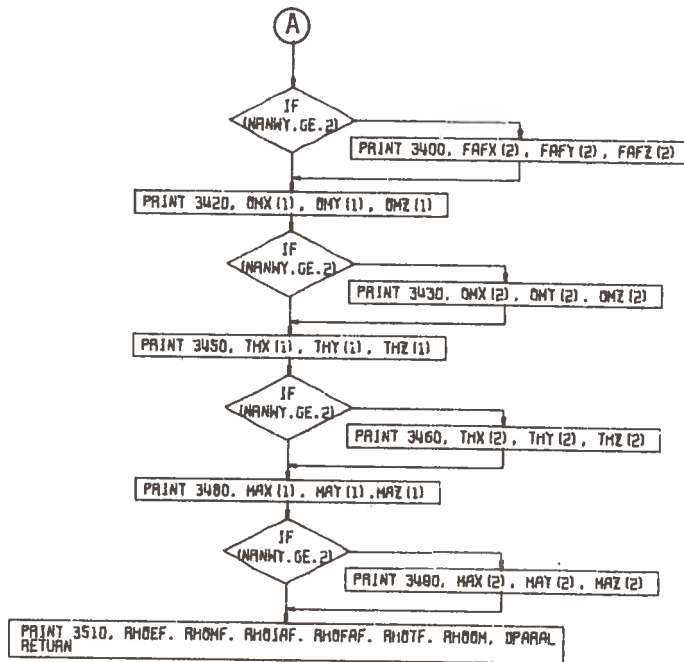 A
IF
(NANWY.GE.2)
PRINT 3400, FAFX(2), FAFY(2), FAFZ(2)
PRINT 3420, OMX(1), OMY(1), OMZ(1)
IF
(NANWY.GE.2)
PRINT 3430, OMX(2), OMY(2), OMZ(2)
PRINT 3450, THX(1), THY(1), THZ(1)
IF
(NANWY.GE.2)
PRINT 3460, THX(2), THY(2), THZ(2)
PRINT 3480, MAX(1), MAY(1),MAZ(1)
IF
(NANWY.GE.2)
PRINT 3480, MAX(2), MAY(2), MAZ(2)
PRINT 3510, RHOEF, RHOMF, RHOIAF, RHOFAF, RHOTF, RHOOM, DPARAL
RETURN